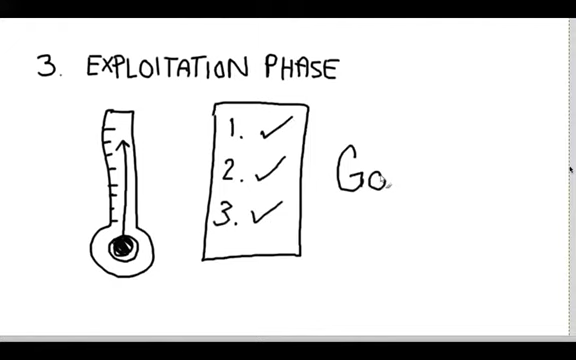 3. EXPLOITATION PHASE
1. ✓
2. ✓
3. ✓
Go